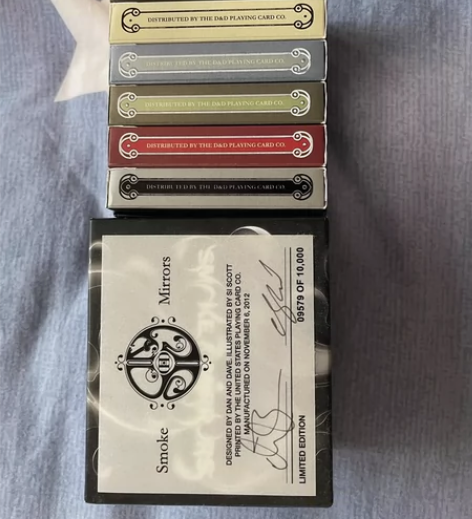 DISTRIBUTED BY THE D&D PLAYING CARD CO.
DISTRIBUTED BY THE D&D PLAYING CARD CO.
DISTRIBUTED BY THE D&D PLAYING CARD CO.
DISTRIBUTED BY THE D&D PLAYING CARD CO.
DISTRIBUTED BY THE D&D PLAYING CARD CO.
Smoke Mirrors
DESIGNED BY DAN AND DAVE. ILLUSTRATED BY SI SCOTT
PRINTED BY THE UNITED STATES PLAYING CARD CO.
MANUFACTURED ON NOVEMBER 6, 2012
LIMITED EDITION 09579 OF 10,000